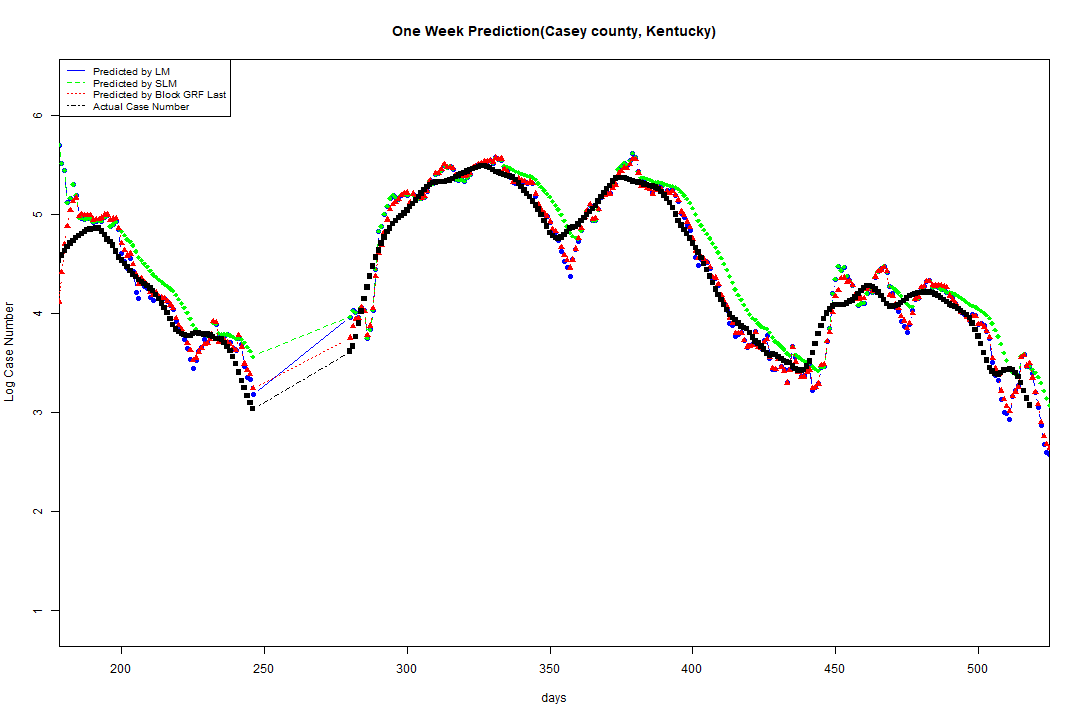 One Week Prediction(Casey county, Kentucky)
Predicted by LM
Predicted by SLM
Predicted by Block GRF Last
Actual Case Number
Log Case Number
6
5
4
3
2
1
200 250 300 350 400 450 500
days